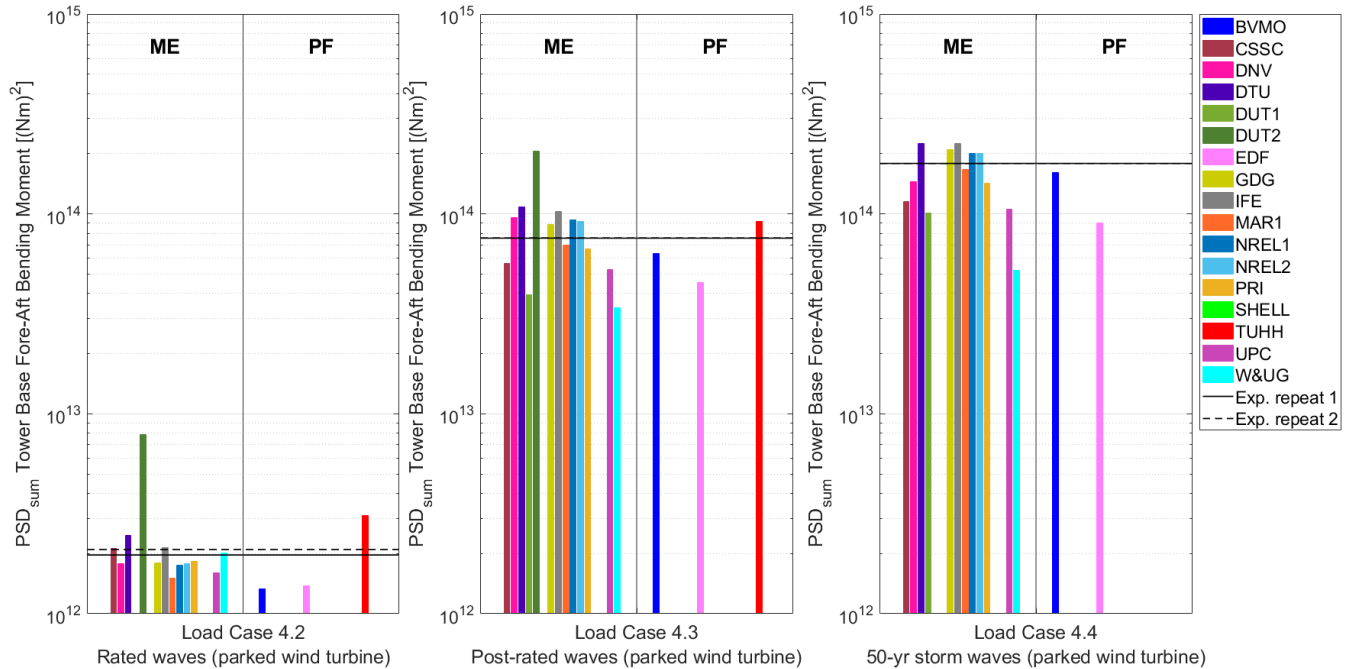 10^15
10^14
10^13
10^12
PSD_sum Tower Base Fore-Aft Bending Moment [(Nm)^2]
ME
PF
Load Case 4.2
Rated waves (parked wind turbine)
10^15
10^14
10^13
10^12
PSD_sum Tower Base Fore-Aft Bending Moment [(Nm)^2]
ME
PF
Load Case 4.3
Post-rated waves (parked wind turbine)
10^15
10^14
10^13
10^12
PSD_sum Tower Base Fore-Aft Bending Moment [(Nm)^2]
ME
PF
Load Case 4.4
50-yr storm waves (parked wind turbine)
BVMO
CSSC
DNV
DTU
DUT1
DUT2
EDF
GDG
IFE
MAR1
NREL1
NREL2
PRI
SHELL
TUHH
UPC
W&UG
Exp. repeat 1
Exp. repeat 2